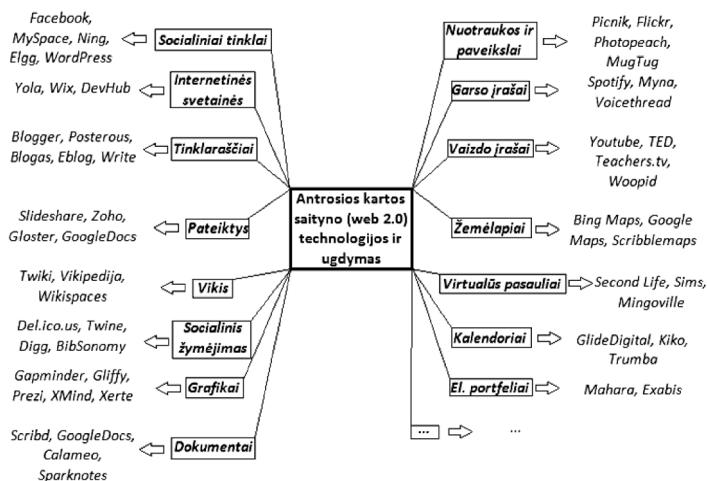 Facebook,
MySpace, Ning,
Elgg, WordPress
Socialiniai tinklai
Yola, Wix, DevHub
Internetinės
svetainės
Blogger, Posterous,
Blogas, Eblog, Write
Tinklaraščiai
Slideshare, Zoho,
Gloster, GoogleDocs
Pateiktys
Twiki, Vikipedija,
Wikispaces
Vikis
Del.ico.us, Twine,
Digg, BibSonomy
Socialinis
žymėjimas
Gapminder, Gliffy,
Prezi, XMind, Xerte
Grafikai
Scribd, GoogleDocs,
Calameo,
Sparknotes
Dokumentai
Antrosios kartos
saityno (web 2.0)
technologijos ir
ugdymas
Nuotraukos ir
paveikslai
Picnik, Flickr,
Photopeach,
MugTug
Garso įrašai
Spotify, Myna,
Voicethread
Vaizdo įrašai
Youtube, TED,
Teachers.tv,
Woopid
Žemėlapiai
Bing Maps, Google
Maps, Scribblemaps
Virtualūs pasauliai
Second Life, Sims,
Mingoville
Kalendoriai
GlideDigital, Kiko,
Trumba
El. portfeliai
Mahara, Exabis
...
...